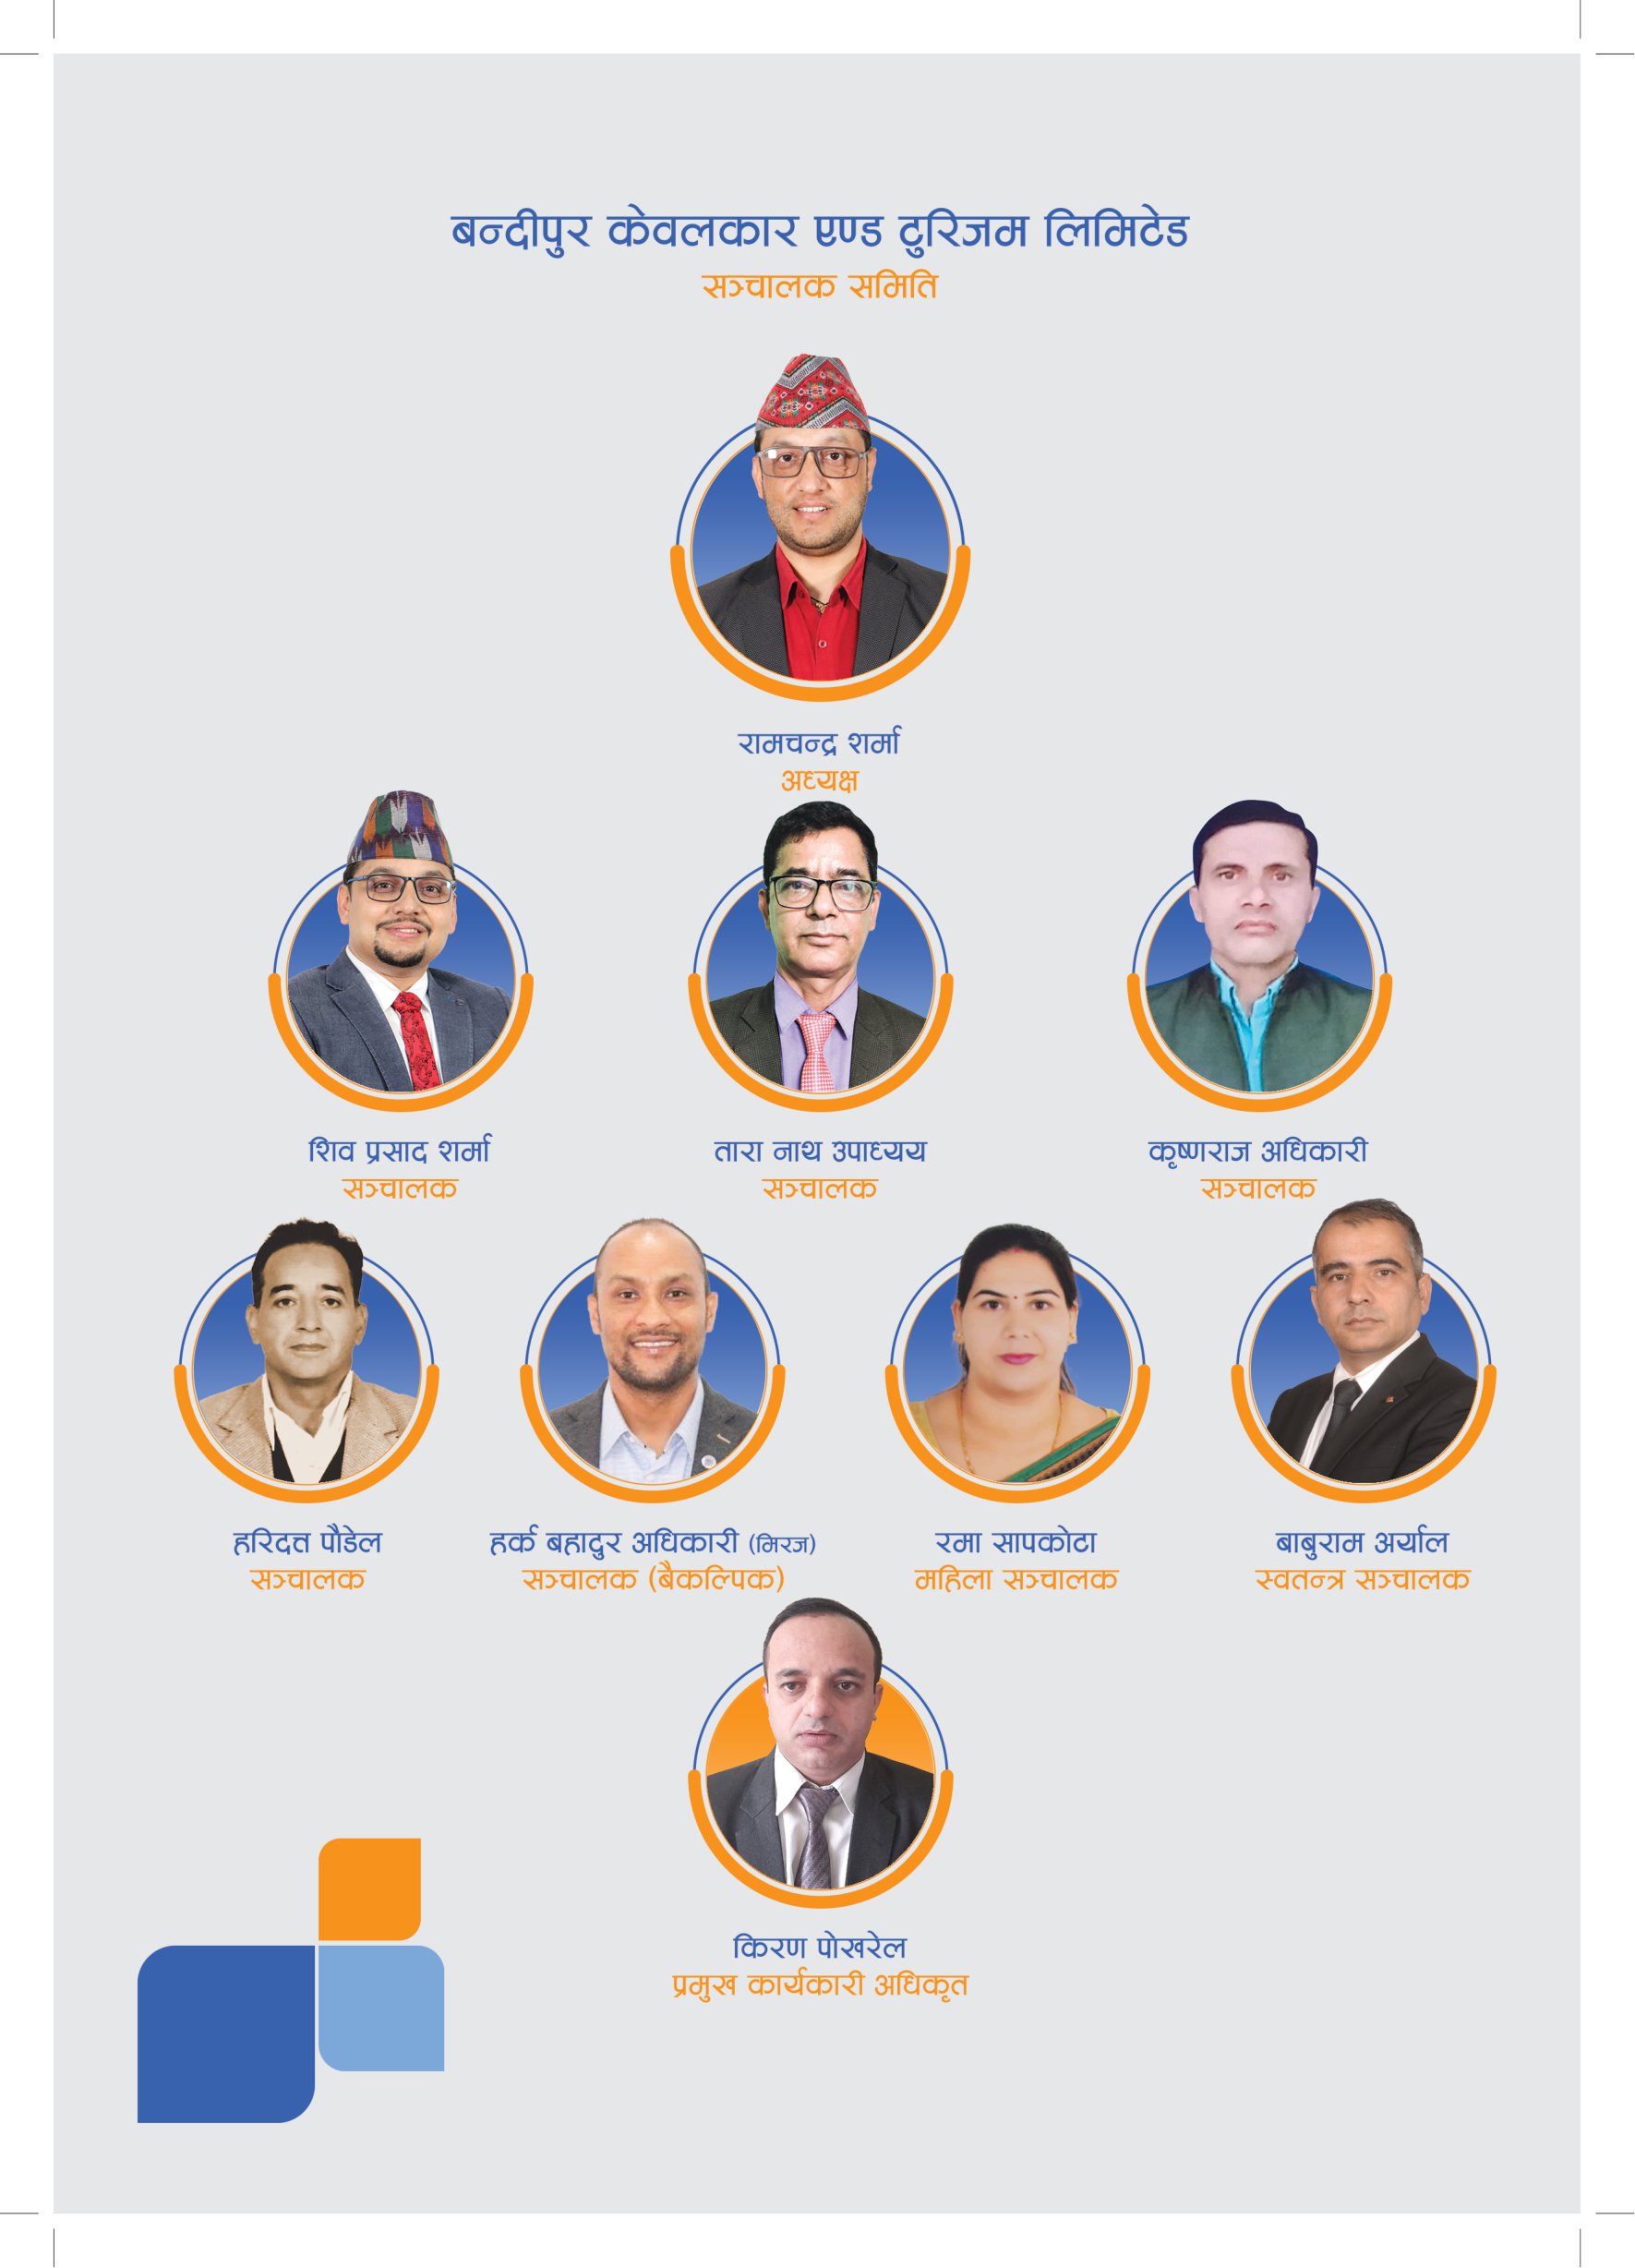 बन्दीपुर केवलकार एण्ड टुरिजम लिमिटेड
सञ्चालक समिति
रामचन्द्र शर्मा
अध्यक्ष
शिव प्रसाद शर्मा
सञ्चालक
तारा नाथ उपाध्यय
सञ्चालक
कृष्णराज अधिकारी
सञ्चालक
हरिदत्त पौडेल
सञ्चालक
हर्क बहादुर अधिकारी (मिरज)
सञ्चालक (बैकल्पिक)
रमा सापकोटा
महिला सञ्चालक
बाबुराम अर्याल
स्वतन्त्र सञ्चालक
किरण पोखरेल
प्रमुख कार्यकारी अधिकृत